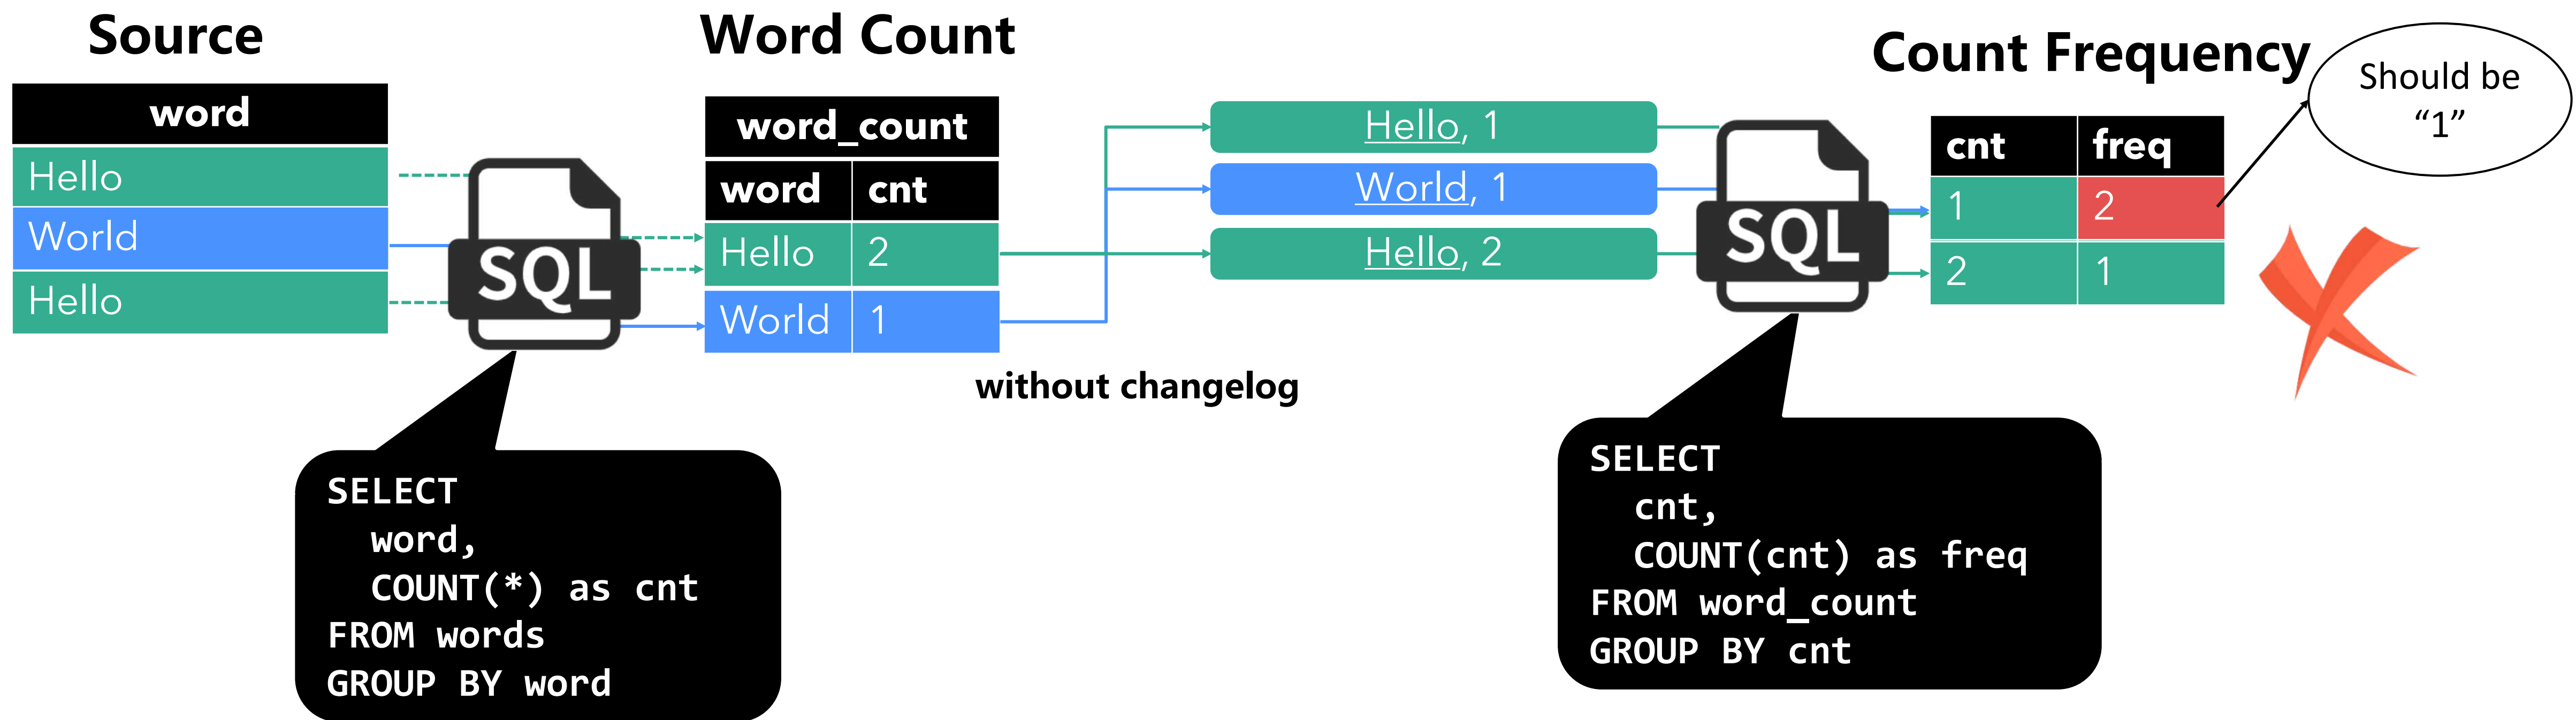 Source
word
Hello
World
Hello
SQL
SELECT
word,
COUNT(*) as cnt
FROM words
GROUP BY word
Word Count
word_count
word cnt
Hello 2
World 1
without changelog
Hello, 1
World, 1
Hello, 2
SQL
SELECT
cnt,
COUNT(cnt) as freq
FROM word_count
GROUP BY cnt
Count Frequency
cnt freq
1 2
2 1
Should be
“1”